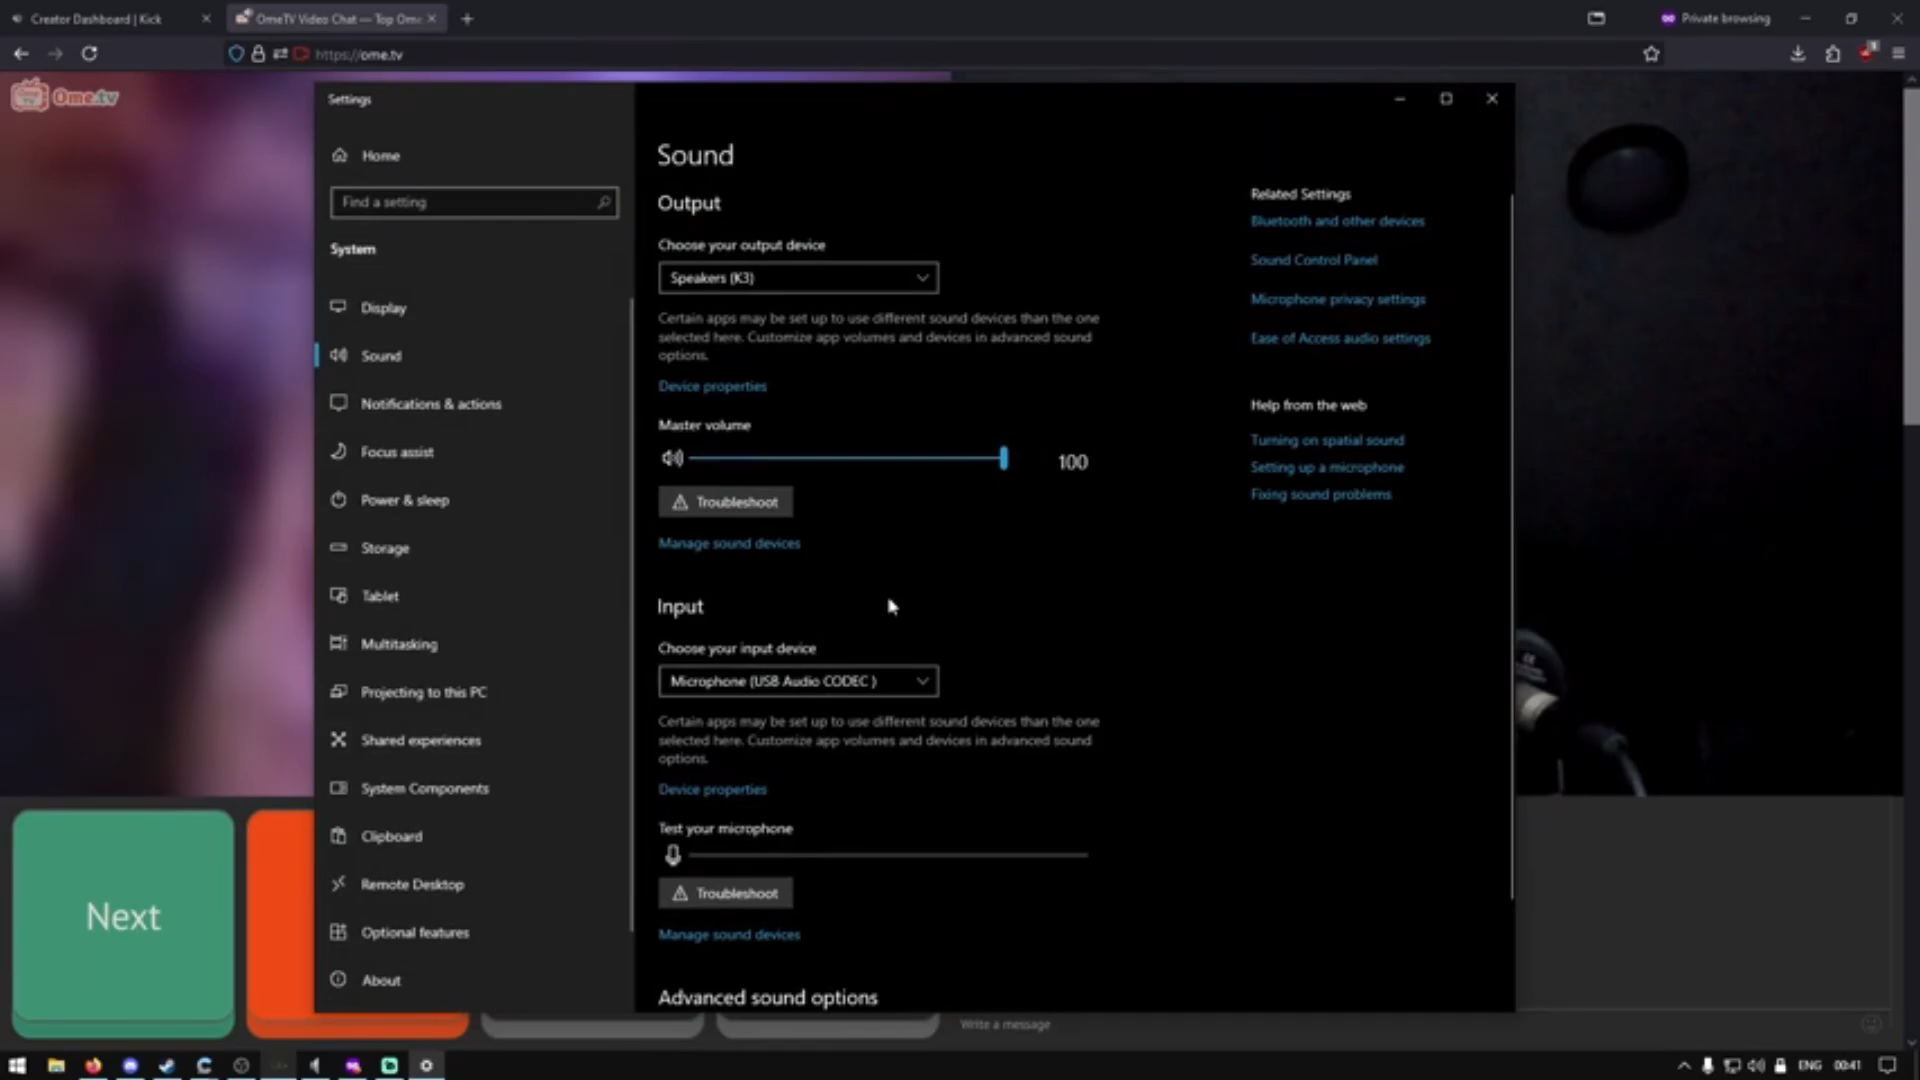 Creator Dashboard | Kick
OmeTV Video Chat — Top Ome
Private browsing
https://ome.tv
Ome.tv
Settings
Home
Find a setting
System
Display
Sound
Notifications & actions
Focus assist
Power & sleep
Storage
Tablet
Multitasking
Projecting to this PC
Shared experiences
System Components
Clipboard
Remote Desktop
Optional features
About
Sound
Output
Choose your output device
Speakers (K3)
Certain apps may be set up to use different sound devices than the one
selected here. Customize app volumes and devices in advanced sound
options.
Device properties
Master volume
100
Troubleshoot
Manage sound devices
Input
Choose your input device
Microphone (USB Audio CODEC )
Certain apps may be set up to use different sound devices than the one
selected here. Customize app volumes and devices in advanced sound
options.
Device properties
Test your microphone
Troubleshoot
Manage sound devices
Advanced sound options
Related Settings
Bluetooth and other devices
Sound Control Panel
Microphone privacy settings
Ease of Access audio settings
Help from the web
Turning on spatial sound
Setting up a microphone
Fixing sound problems
Next
Write a message
ENG
00:41